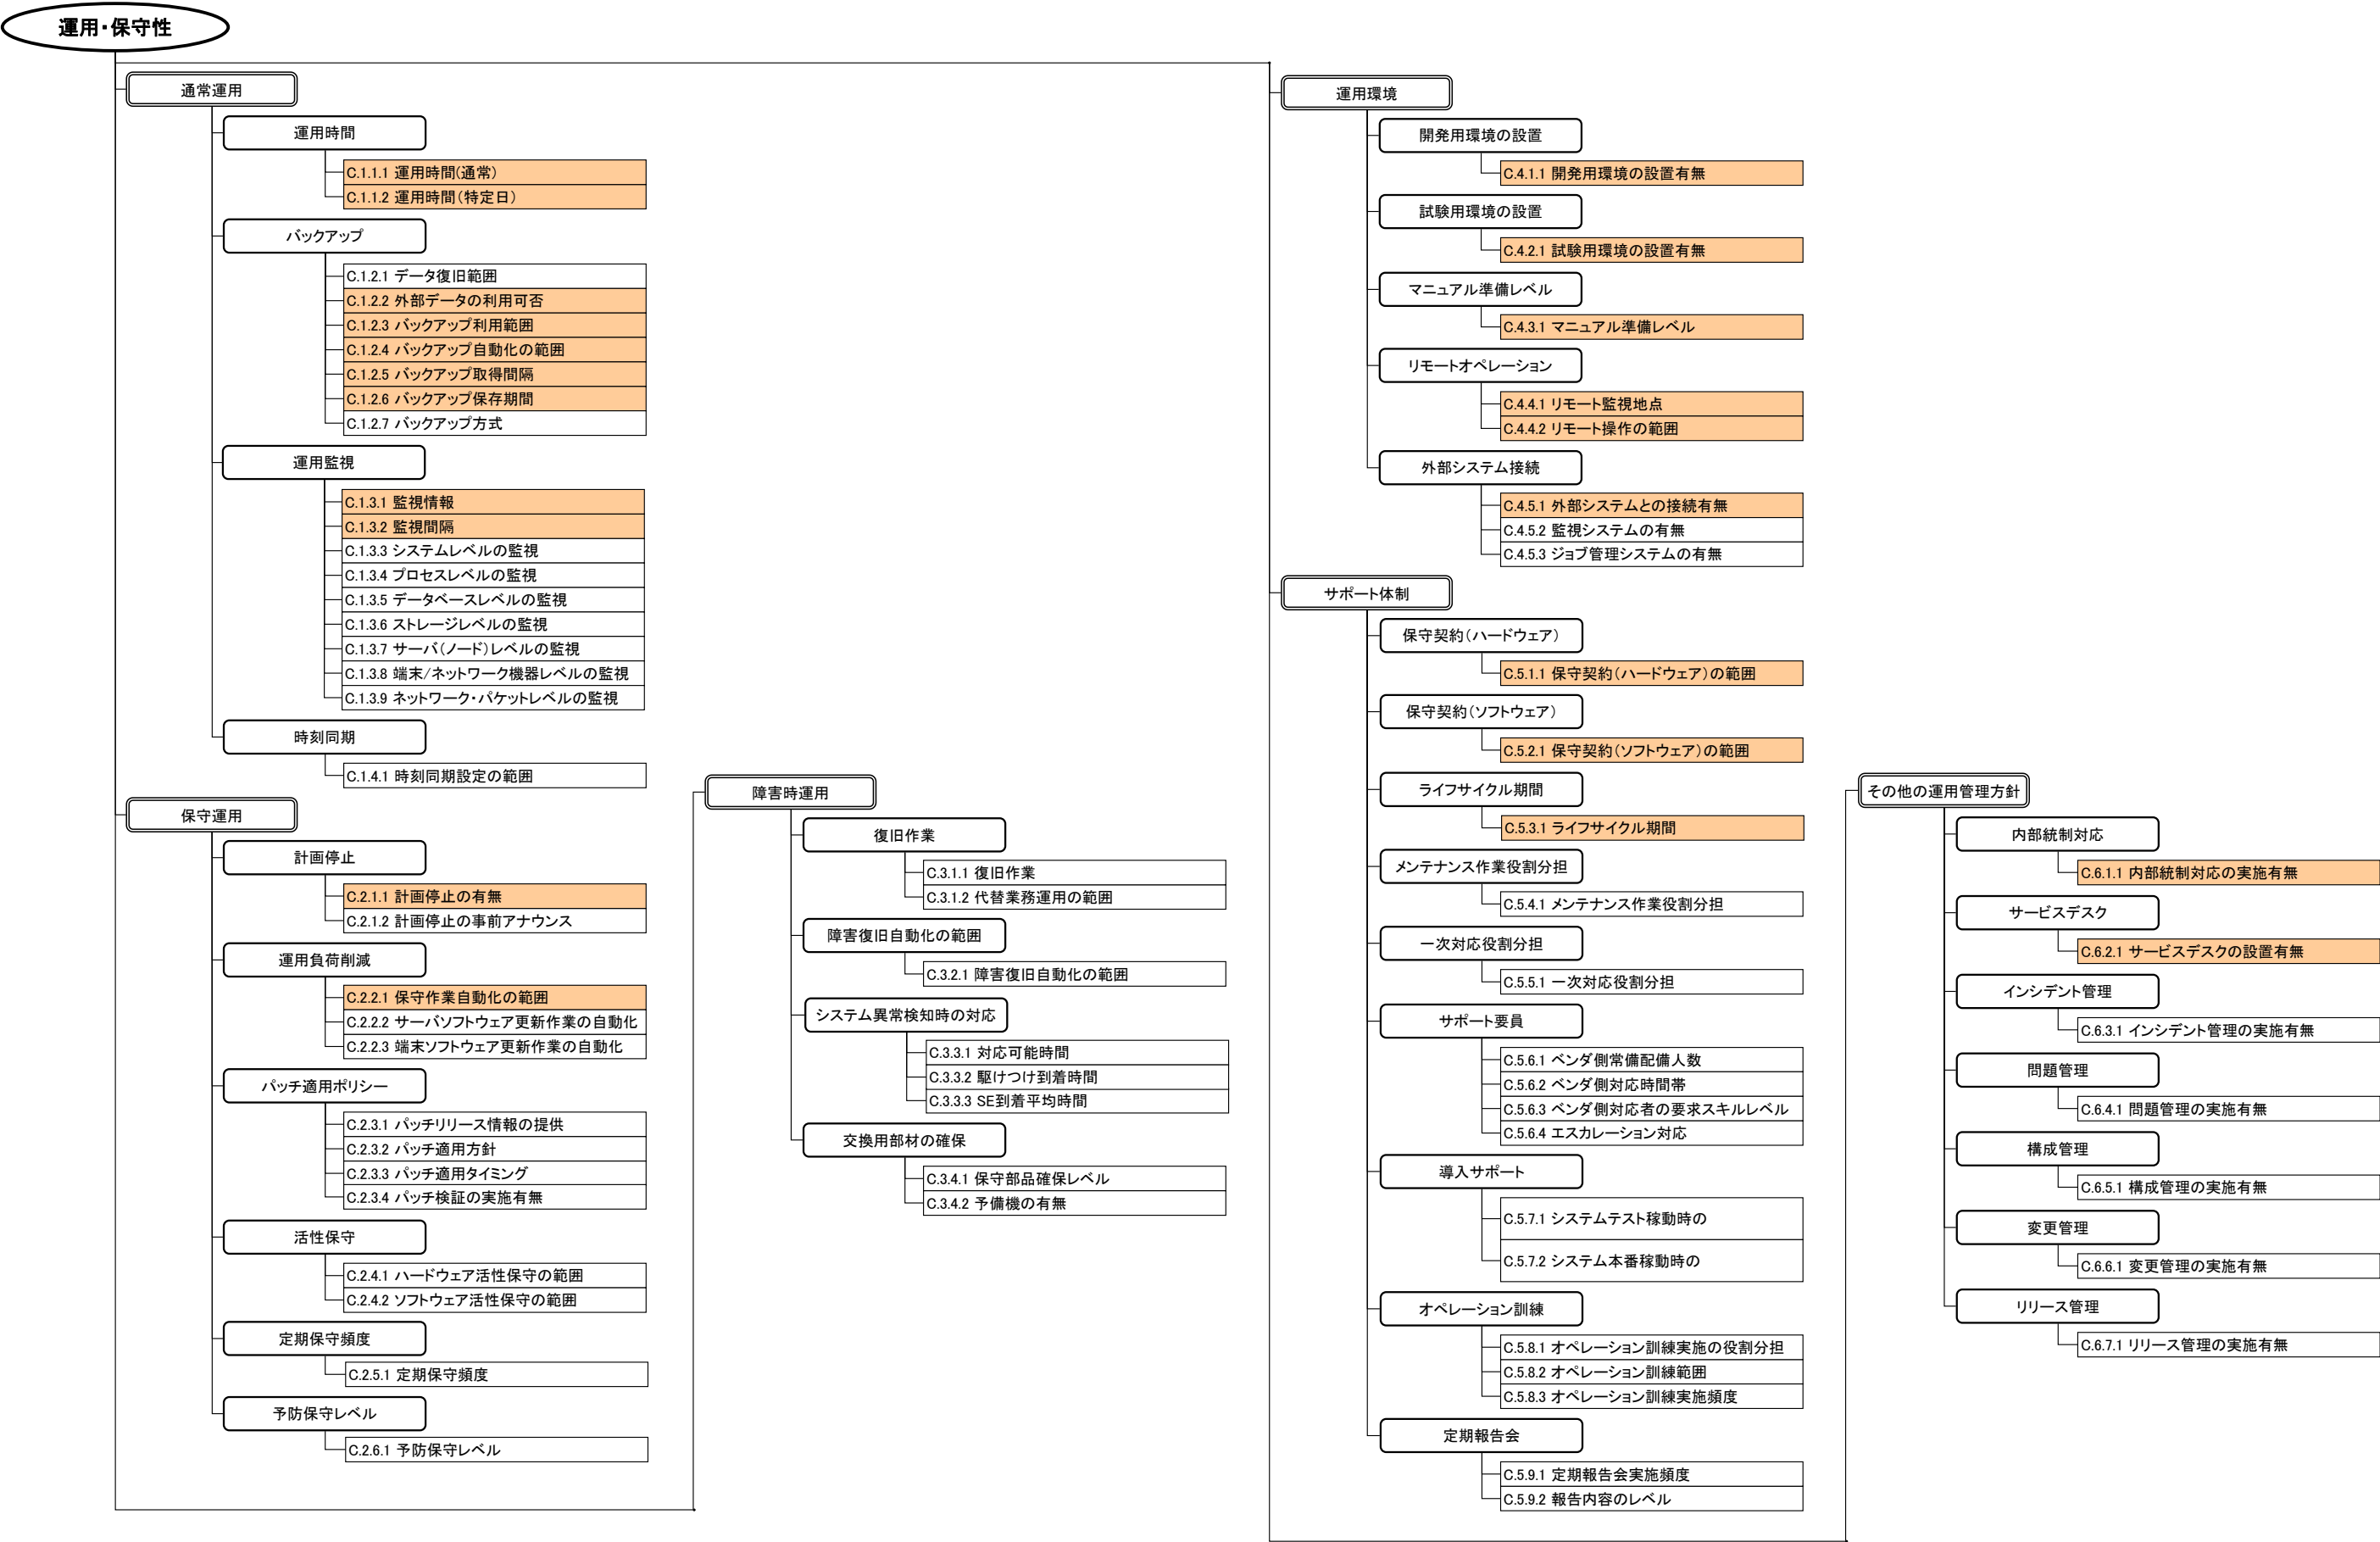 運用・保守性
通常運用
運用時間
C.1.1.1 運用時間(通常)
C.1.1.2 運用時間(特定日)
バックアップ
C.1.2.1 データ復旧範囲
C.1.2.2 外部データの利用可否
C.1.2.3 バックアップ利用範囲
C.1.2.4 バックアップ自動化の範囲
C.1.2.5 バックアップ取得間隔
C.1.2.6 バックアップ保存期間
C.1.2.7 バックアップ方式
運用監視
C.1.3.1 監視情報
C.1.3.2 監視間隔
C.1.3.3 システムレベルの監視
C.1.3.4 プロセスレベルの監視
C.1.3.5 データベースレベルの監視
C.1.3.6 ストレージレベルの監視
C.1.3.7 サーバ(ノード)レベルの監視
C.1.3.8 端末/ネットワーク機器レベルの監視
C.1.3.9 ネットワーク・パケットレベルの監視
時刻同期
C.1.4.1 時刻同期設定の範囲
保守運用
計画停止
C.2.1.1 計画停止の有無
C.2.1.2 計画停止の事前アナウンス
運用負荷削減
C.2.2.1 保守作業自動化の範囲
C.2.2.2 サーバソフトウェア更新作業の自動化
C.2.2.3 端末ソフトウェア更新作業の自動化
パッチ適用ポリシー
C.2.3.1 パッチリリース情報の提供
C.2.3.2 パッチ適用方針
C.2.3.3 パッチ適用タイミング
C.2.3.4 パッチ検証の実施有無
活性保守
C.2.4.1 ハードウェア活性保守の範囲
C.2.4.2 ソフトウェア活性保守の範囲
定期保守頻度
C.2.5.1 定期保守頻度
予防保守レベル
C.2.6.1 予防保守レベル
障害時運用
復旧作業
C.3.1.1 復旧作業
C.3.1.2 代替業務運用の範囲
障害復旧自動化の範囲
C.3.2.1 障害復旧自動化の範囲
システム異常検知時の対応
C.3.3.1 対応可能時間
C.3.3.2 駆けつけ到着時間
C.3.3.3 SE到着平均時間
交換用部材の確保
C.3.4.1 保守部品確保レベル
C.3.4.2 予備機の有無
運用環境
開発用環境の設置
C.4.1.1 開発用環境の設置有無
試験用環境の設置
C.4.2.1 試験用環境の設置有無
マニュアル準備レベル
C.4.3.1 マニュアル準備レベル
リモートオペレーション
C.4.4.1 リモート監視地点
C.4.4.2 リモート操作の範囲
外部システム接続
C.4.5.1 外部システムとの接続有無
C.4.5.2 監視システムの有無
C.4.5.3 ジョブ管理システムの有無
サポート体制
保守契約(ハードウェア)
C.5.1.1 保守契約(ハードウェア)の範囲
保守契約(ソフトウェア)
C.5.2.1 保守契約(ソフトウェア)の範囲
ライフサイクル期間
C.5.3.1 ライフサイクル期間
メンテナンス作業役割分担
C.5.4.1 メンテナンス作業役割分担
一次対応役割分担
C.5.5.1 一次対応役割分担
サポート要員
C.5.6.1 ベンダ側常備配備人数
C.5.6.2 ベンダ側対応時間帯
C.5.6.3 ベンダ側対応者の要求スキルレベル
C.5.6.4 エスカレーション対応
導入サポート
C.5.7.1 システムテスト稼動時の
C.5.7.2 システム本番稼動時の
オペレーション訓練
C.5.8.1 オペレーション訓練実施の役割分担
C.5.8.2 オペレーション訓練範囲
C.5.8.3 オペレーション訓練実施頻度
定期報告会
C.5.9.1 定期報告会実施頻度
C.5.9.2 報告内容のレベル
その他の運用管理方針
内部統制対応
C.6.1.1 内部統制対応の実施有無
サービスデスク
C.6.2.1 サービスデスクの設置有無
インシデント管理
C.6.3.1 インシデント管理の実施有無
問題管理
C.6.4.1 問題管理の実施有無
構成管理
C.6.5.1 構成管理の実施有無
変更管理
C.6.6.1 変更管理の実施有無
リリース管理
C.6.7.1 リリース管理の実施有無